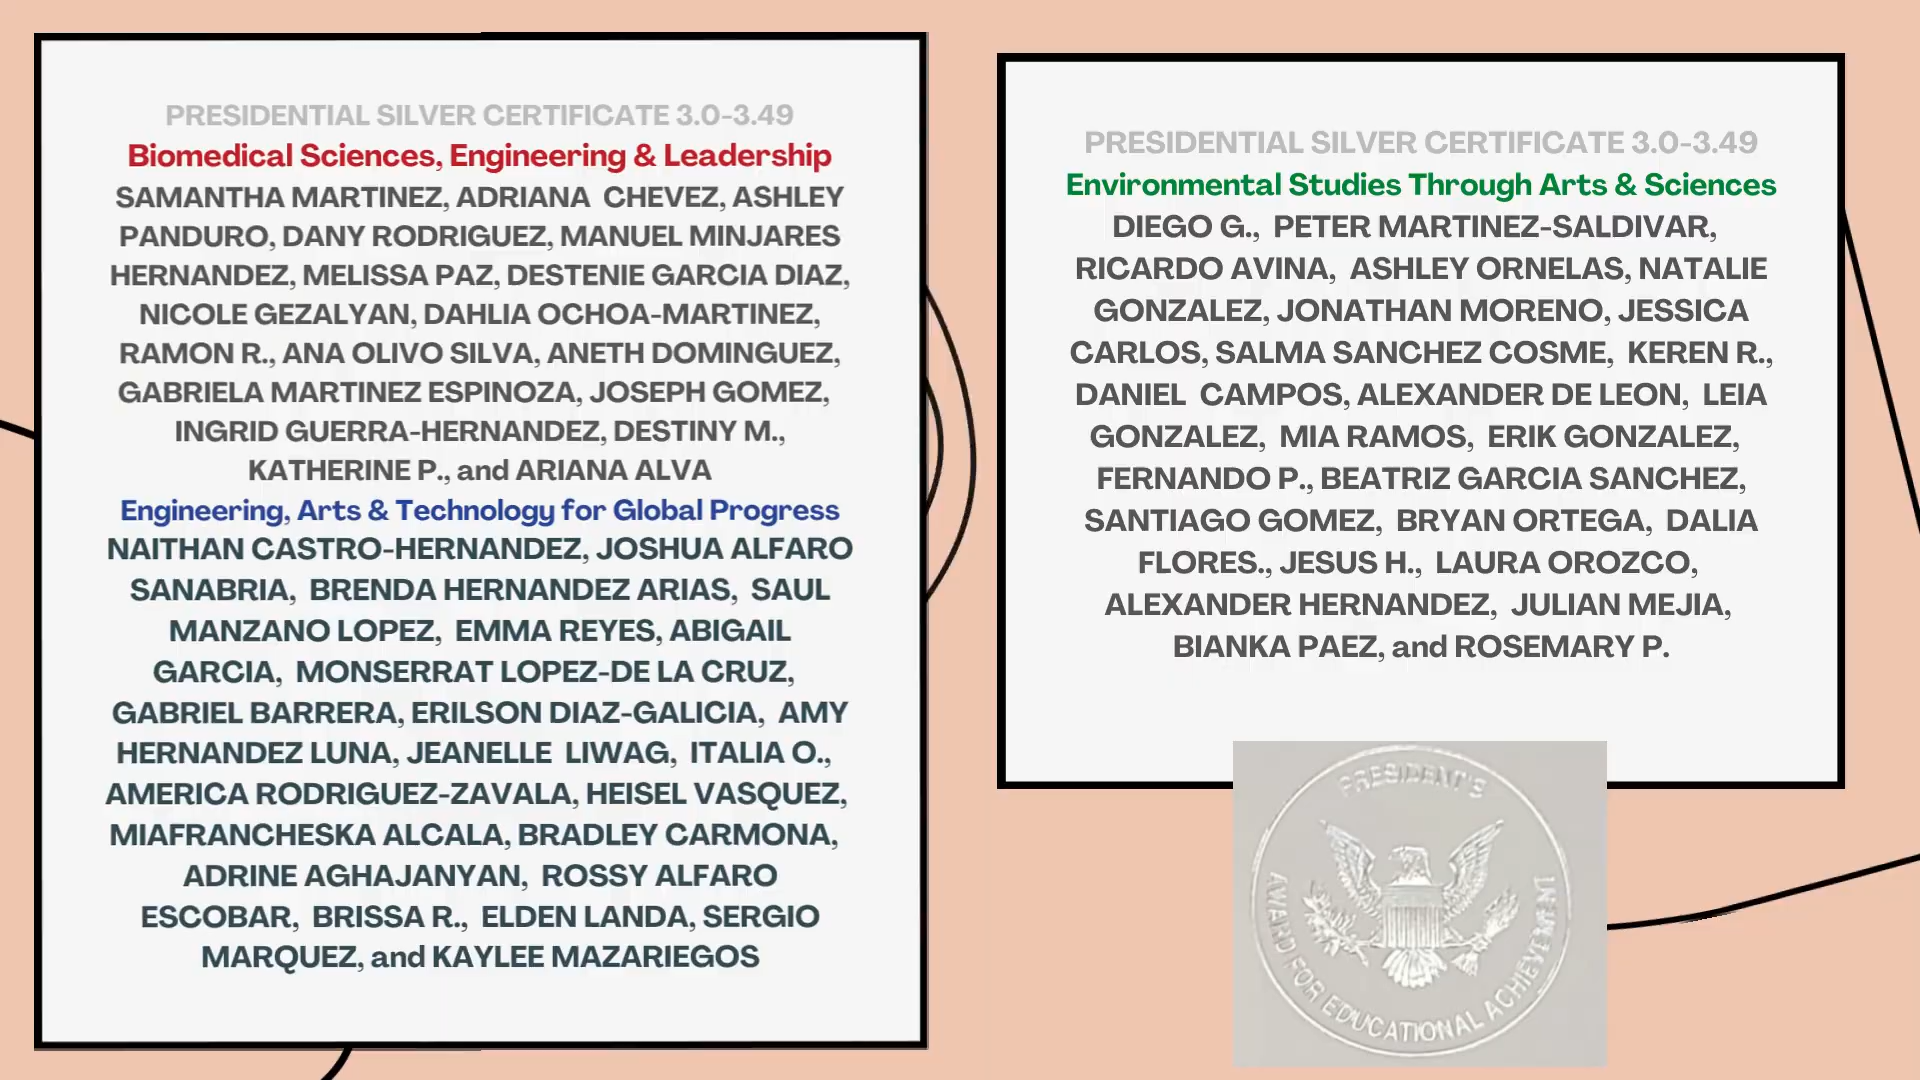 PRESIDENTIAL SILVER CERTIFICATE 3.0-3.49
Biomedical Sciences, Engineering & Leadership
SAMANTHA MARTINEZ, ADRIANA CHEVEZ, ASHLEY
PANDURO, DANY RODRIGUEZ, MANUEL MINJARES
HERNANDEZ, MELISSA PAZ, DESTENIE GARCIA DIAZ,
NICOLE GEZALYAN, DAHLIA OCHOA-MARTINEZ,
RAMON R., ANA OLIVO SILVA, ANETH DOMINGUEZ,
GABRIELA MARTINEZ ESPINOZA, JOSEPH GOMEZ,
INGRID GUERRA-HERNANDEZ, DESTINY M.,
KATHERINE P., and ARIANA ALVA
Engineering, Arts & Technology for Global Progress
NAITHAN CASTRO-HERNANDEZ, JOSHUA ALFARO
SANABRIA, BRENDA HERNANDEZ ARIAS, SAUL
MANZANO LOPEZ, EMMA REYES, ABIGAIL
GARCIA, MONSERRAT LOPEZ-DE LA CRUZ,
GABRIEL BARRERA, ERILSON DIAZ-GALICIA, AMY
HERNANDEZ LUNA, JEANELLE LIWAG, ITALIA O.,
AMERICA RODRIGUEZ-ZAVALA, HEISEL VASQUEZ,
MIAFRANCHESKA ALCALA, BRADLEY CARMONA,
ADRINE AGHAJANYAN, ROSSY ALFARO
ESCOBAR, BRISSA R., ELDEN LANDA, SERGIO
MARQUEZ, and KAYLEE MAZARIEGOS
PRESIDENTIAL SILVER CERTIFICATE 3.0-3.49
Environmental Studies Through Arts & Sciences
DIEGO G., PETER MARTINEZ-SALDIVAR,
RICARDO AVINA, ASHLEY ORNELAS, NATALIE
GONZALEZ, JONATHAN MORENO, JESSICA
CARLOS, SALMA SANCHEZ COSME, KEREN R.,
DANIEL CAMPOS, ALEXANDER DE LEON, LEIA
GONZALEZ, MIA RAMOS, ERIK GONZALEZ,
FERNANDO P., BEATRIZ GARCIA SANCHEZ,
SANTIAGO GOMEZ, BRYAN ORTEGA, DALIA
FLORES., JESUS H., LAURA OROZCO,
ALEXANDER HERNANDEZ, JULIAN MEJIA,
BIANKA PAEZ, and ROSEMARY P.
PRESIDENT'S
AWARD FOR EDUCATIONAL ACHIEVEMENT